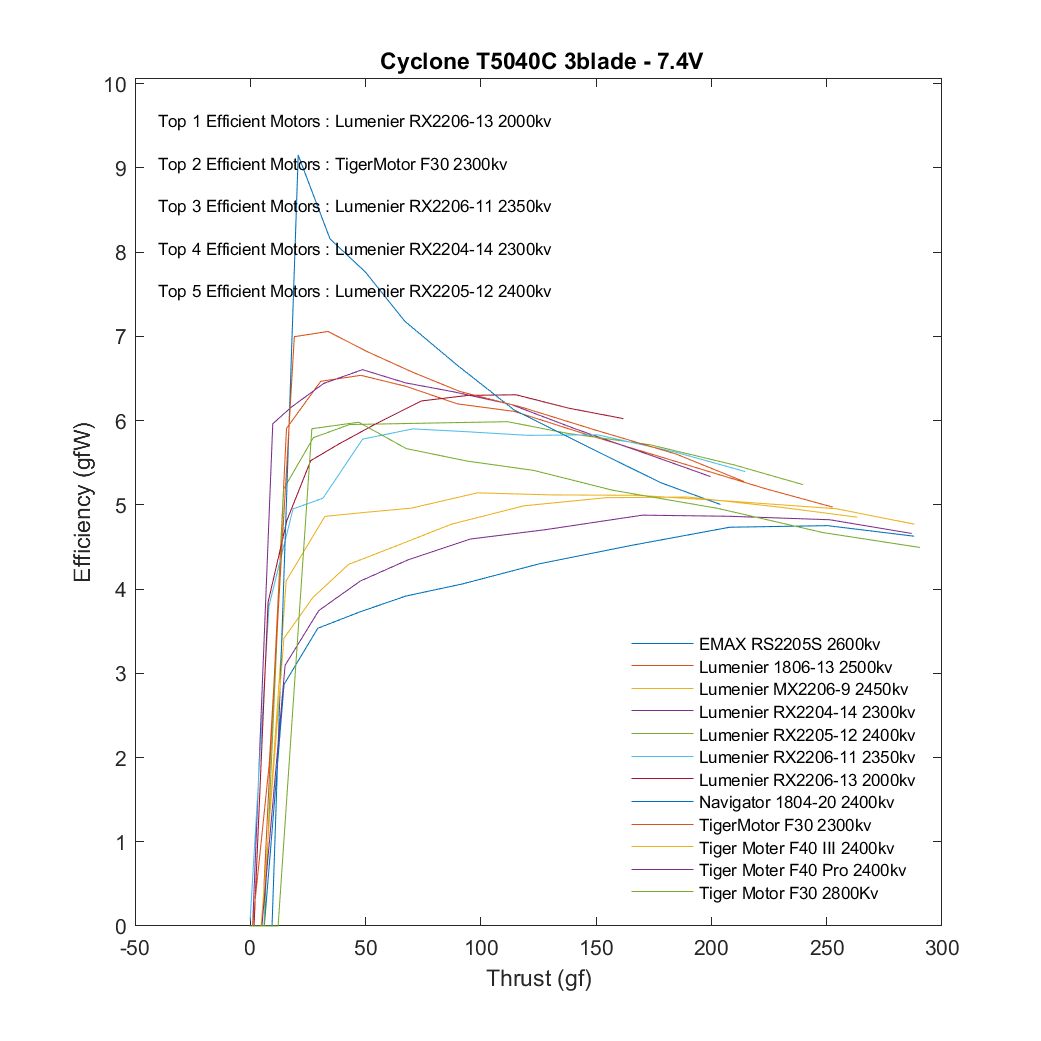 Cyclone T5040C 3blade - 7.4V
10
Top 1 Efficient Motors : Lumenier RX2206-13 2000kv
9
Top 2 Efficient Motors : TigerMotor F30 2300kv
Top 3 Efficient Motors : Lumenier RX2206-11 2350kv
8
Top 4 Efficient Motors : Lumenier RX2204-14 2300kv
Top 5 Efficient Motors : Lumenier RX2205-12 2400kv
7
6
5
4
3
2
1
0
Efficiency (gfW)
EMAX RS2205S 2600kv
Lumenier 1806-13 2500kv
Lumenier MX2206-9 2450kv
Lumenier RX2204-14 2300kv
Lumenier RX2205-12 2400kv
Lumenier RX2206-11 2350kv
Lumenier RX2206-13 2000kv
Navigator 1804-20 2400kv
TigerMotor F30 2300kv
Tiger Moter F40 III 2400kv
Tiger Moter F40 Pro 2400kv
Tiger Motor F30 2800Kv
-50 0 50 100 150 200 250 300
Thrust (gf)